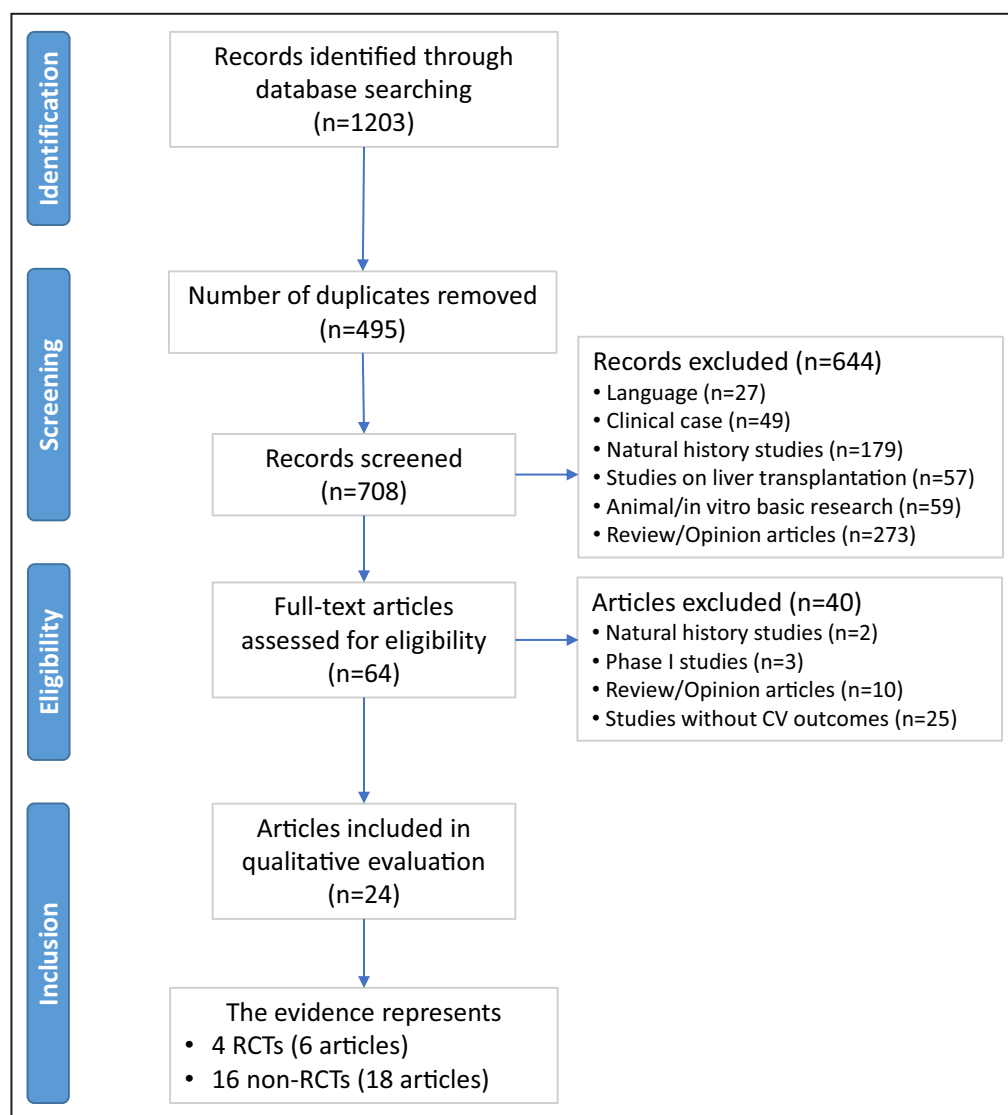 Identification
Records identified through
database searching
(n=1203)
Screening
Number of duplicates removed
(n=495)
Records screened
(n=708)
Records excluded (n=644)
• Language (n=27)
• Clinical case (n=49)
• Natural history studies (n=179)
• Studies on liver transplantation (n=57)
• Animal/in vitro basic research (n=59)
• Review/Opinion articles (n=273)
Eligibility
Full-text articles
assessed for eligibility
(n=64)
Articles excluded (n=40)
• Natural history studies (n=2)
• Phase I studies (n=3)
• Review/Opinion articles (n=10)
• Studies without CV outcomes (n=25)
Inclusion
Articles included in
qualitative evaluation
(n=24)
The evidence represents
• 4 RCTs (6 articles)
• 16 non-RCTs (18 articles)